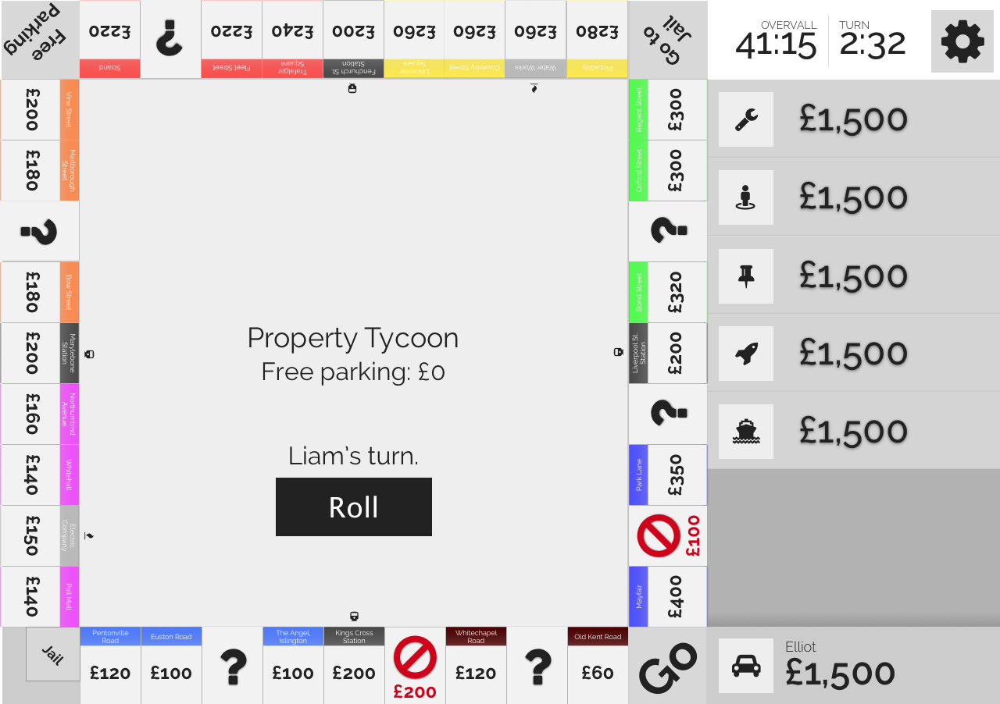 Free
Parking
£220
Strand
?
£220
Fleet Street
£240
Trafalgar
Square
£200
Fenchurch St.
Station
£260
Leicester
Square
£260
Coventry Street
£260
Water Works
£280
Piccadilly
Go to
Jail
OVERVALL
41:15
TURN
2:32
£200
Vine Street
£180
Marlborough
Street
?
£180
Bow Street
£200
Marylebone
Station
£160
Northumbnd
Avenue
£140
Whitehall
£150
Electric
Company
£140
Pall Mall
Property Tycoon
Free parking: £0
Liam's turn.
Roll
Regent Street
£300
Oxford Street
£300
?
Bond Street
£320
Liverpool St.
Station
£200
?
Park Lane
£350
£100
Mayfair
£400
£1,500
£1,500
£1,500
£1,500
£1,500
Jail
Pentonville
Road
£120
Euston Road
£100
?
The Angel,
Islington
£100
Kings Cross
Station
£200
£200
Whitechapel
Road
£120
?
Old Kent Road
£60
Go
Elliot
£1,500